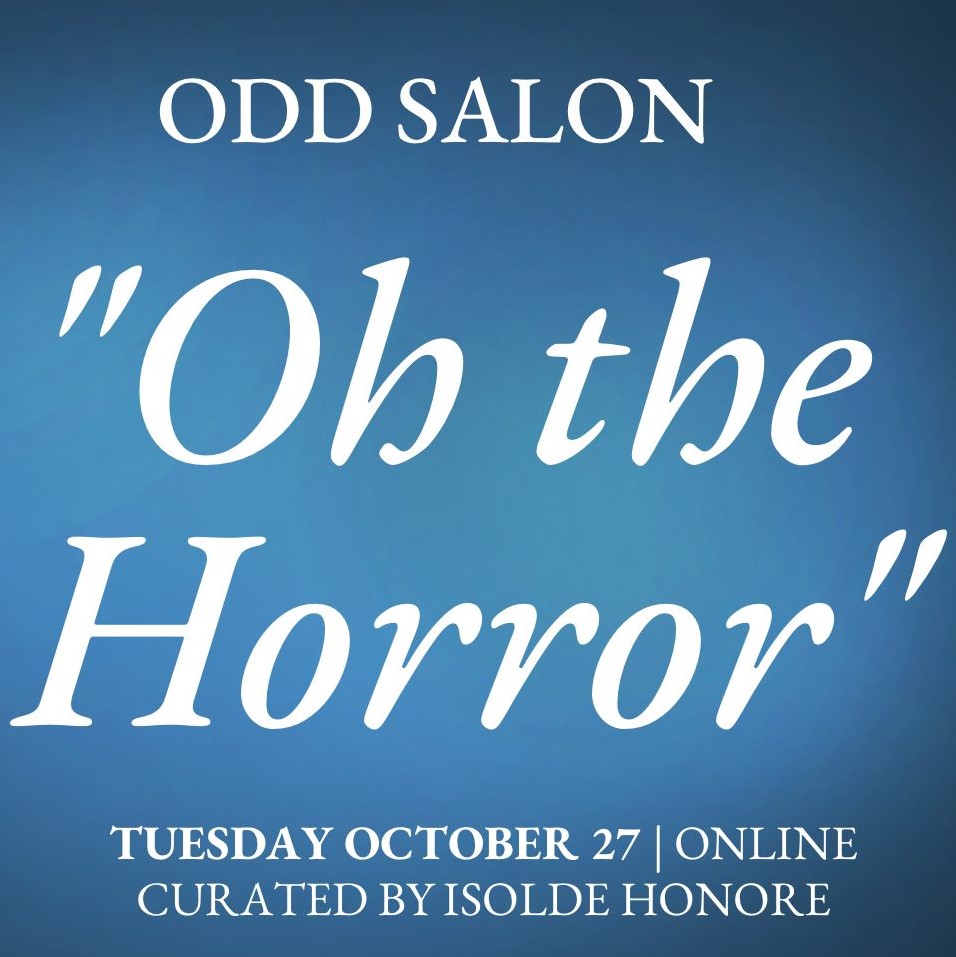 ODD SALON
"Oh the
Horror"
TUESDAY OCTOBER 27 | ONLINE
CURATED BY ISOLDE HONORE